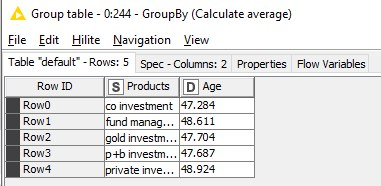 Group table - 0:244 - GroupBy (Calculate average)
File Edit Hilite Navigation View
Table "default" - Rows: 5 Spec - Columns: 2 Properties Flow Variables
Row ID S Products D Age
Row0 co investment 47.284
Row1 fund manag... 48.611
Row2 gold investm... 47.704
Row3 p+b investm... 47.687
Row4 private inve... 48.924